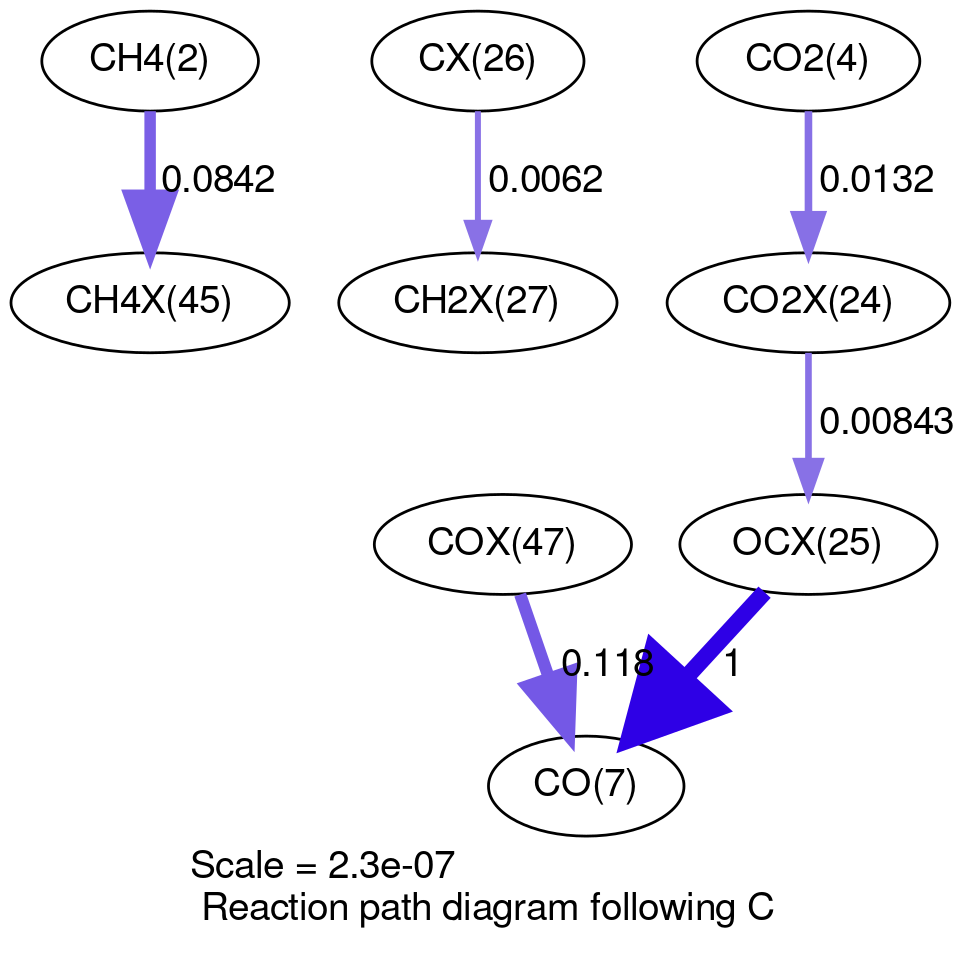 CH4(2)
CX(26)
CO2(4)
0.0842
0.0062
0.0132
CH4X(45)
CH2X(27)
CO2X(24)
0.00843
COX(47)
OCX(25)
0.118
1
CO(7)
Scale = 2.3e-07
Reaction path diagram following C